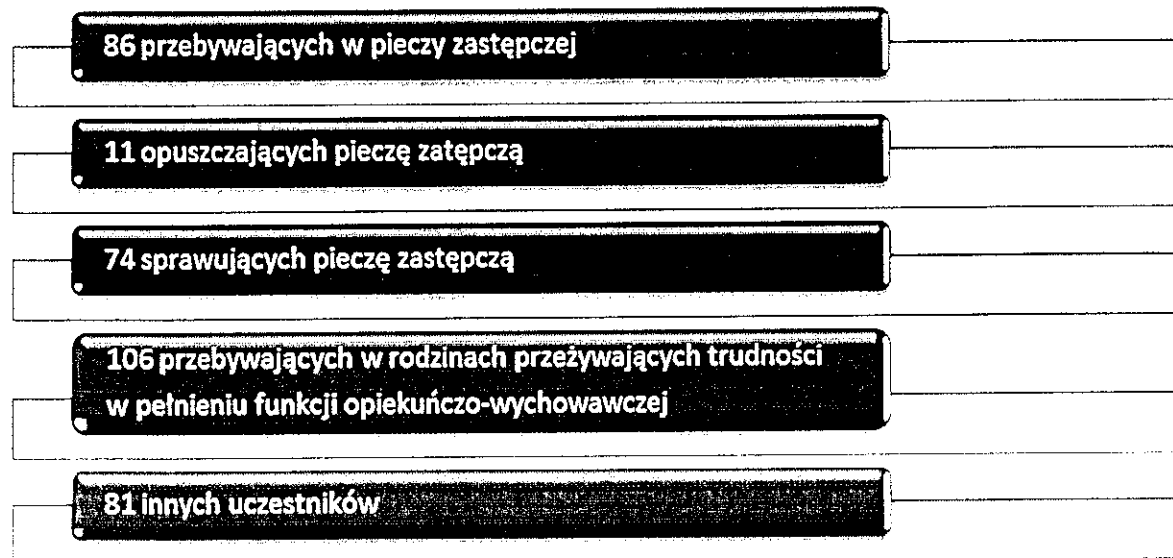 86 przebywających w pieczy zastępczej
11 opuszczających pieczę zatępczą
74 sprawujących pieczę zastępczą
106 przebywających w rodzinach przeżywających trudności
w pełnieniu funkcji opiekuńczo-wychowawczej
81 innych uczestników